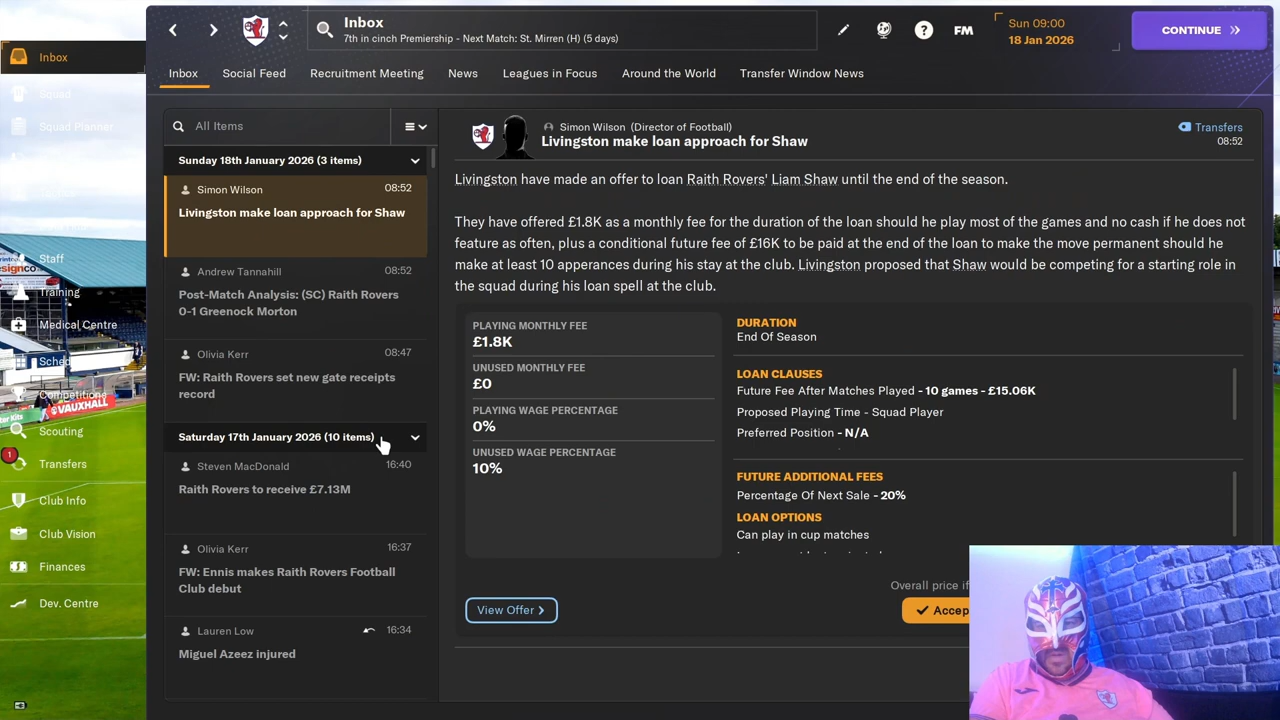 Inbox
7th in cinch Premiership - Next Match: St. Mirren (H) (5 days)
FM
Sun 09:00
18 Jan 2026
CONTINUE
Inbox
Social Feed
Recruitment Meeting
News
Leagues in Focus
Around the World
Transfer Window News
Inbox
Squad
Squad Planner
Staff
Training
Medical Centre
Sched
Competitions
VAUXHALL
Scouting
1
Transfers
Club Info
Club Vision
Finances
Dev. Centre
All Items
Sunday 18th January 2026 (3 items)
Simon Wilson 08:52
Livingston make loan approach for Shaw
Andrew Tannahill 08:52
Post-Match Analysis: (SC) Raith Rovers
0-1 Greenock Morton
Olivia Kerr 08:47
FW: Raith Rovers set new gate receipts
record
Saturday 17th January 2026 (10 items)
Steven MacDonald 16:40
Raith Rovers to receive £7.13M
Olivia Kerr 16:37
FW: Ennis makes Raith Rovers Football
Club debut
Lauren Low 16:34
Miguel Azeez injured
Simon Wilson (Director of Football)
Livingston make loan approach for Shaw
Transfers
08:52
Livingston have made an offer to loan Raith Rovers' Liam Shaw until the end of the season.
They have offered £1.8K as a monthly fee for the duration of the loan should he play most of the games and no cash if he does not
feature as often, plus a conditional future fee of £16K to be paid at the end of the loan to make the move permanent should he
make at least 10 apperances during his stay at the club. Livingston proposed that Shaw would be competing for a starting role in
the squad during his loan spell at the club.
PLAYING MONTHLY FEE
£1.8K
UNUSED MONTHLY FEE
£0
PLAYING WAGE PERCENTAGE
0%
UNUSED WAGE PERCENTAGE
10%
DURATION
End Of Season
LOAN CLAUSES
Future Fee After Matches Played - 10 games - £15.06K
Proposed Playing Time - Squad Player
Preferred Position - N/A
FUTURE ADDITIONAL FEES
Percentage Of Next Sale - 20%
LOAN OPTIONS
Can play in cup matches
Overall price if
View Offer
Accep